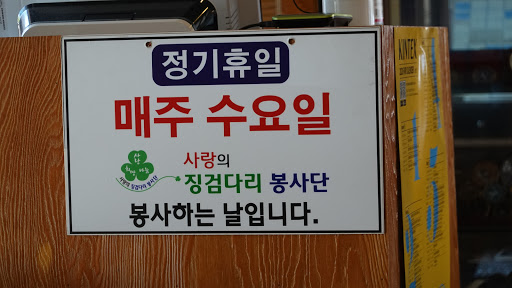 정기휴일
매주 수요일
사랑의
징검다리 봉사단
봉사하는 날입니다.
KINTEX